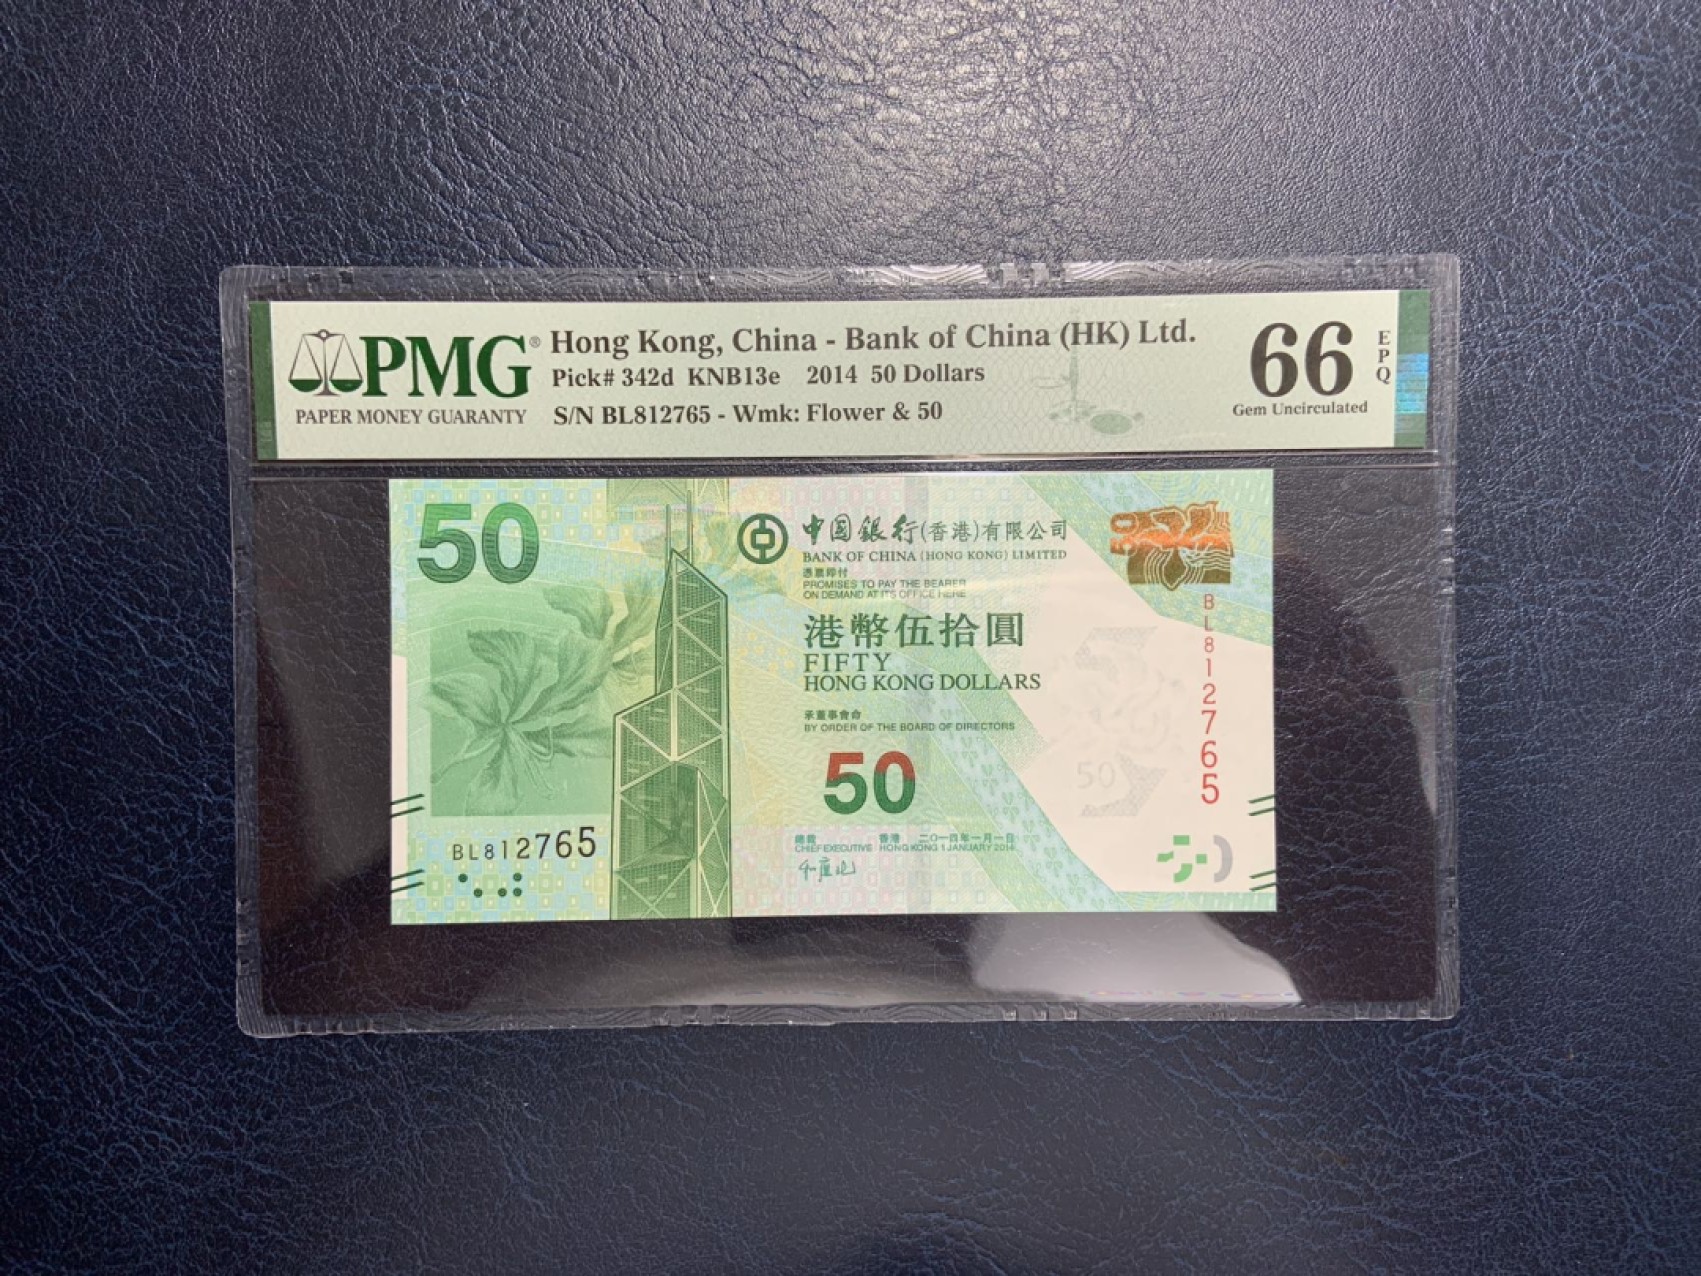 PMG®
PAPER MONEY GUARANTY
Hong Kong, China - Bank of China (HK) Ltd.
Pick# 342d KNB13e 2014 50 Dollars
S/N BL812765 - Wmk: Flower & 50
66
EPQ
Gem Uncirculated
50
中国銀行(香港)有限公司
BANK OF CHINA (HONG KONG) LIMITED
憑票即付
PROMISES TO PAY THE BEARER
ON DEMAND AT ITS OFFICE HERE
港幣伍拾圓
FIFTY
HONG KONG DOLLARS
承董事會命
BY ORDER OF THE BOARD OF DIRECTORS
50
50
BL812765
總裁 香港 二〇一四年一月一日
CHIEF EXECUTIVE HONG KONG 1 JANUARY 2014
BL812765